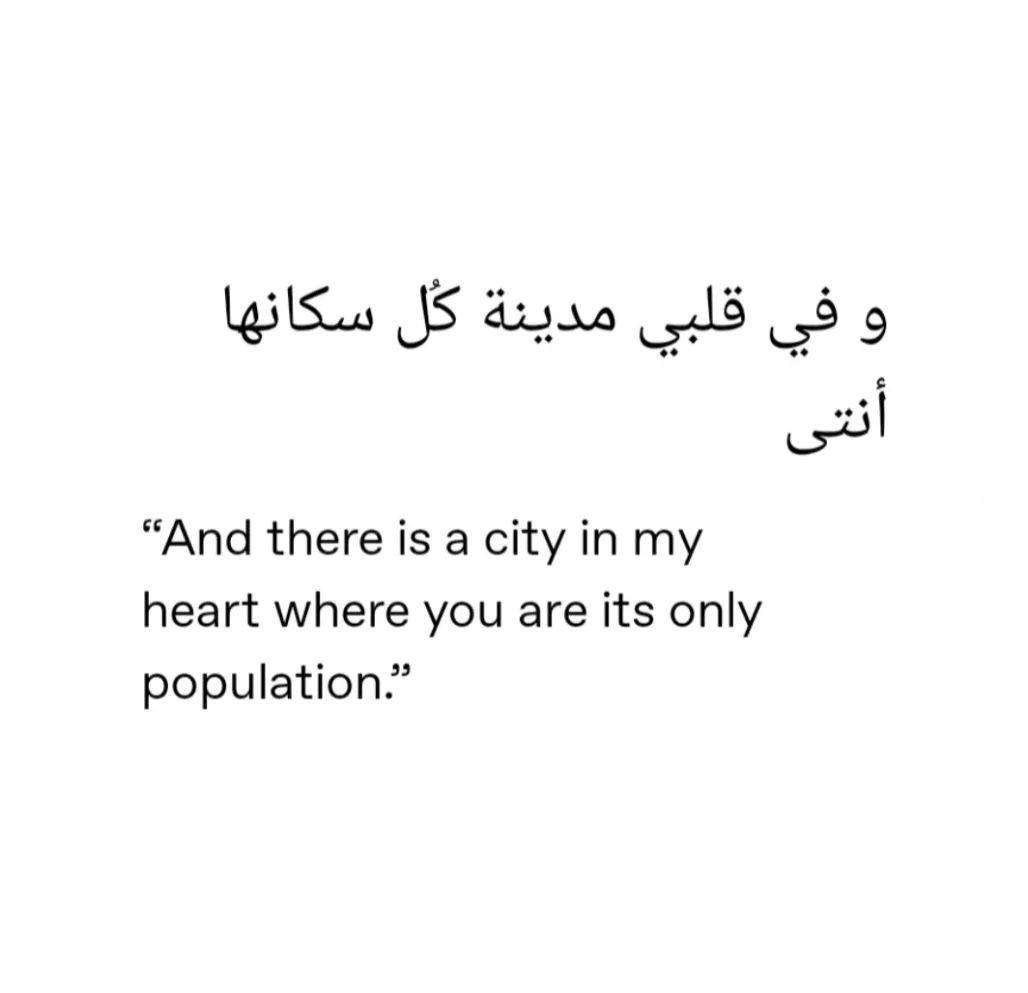 و في قلبي مدينة كُل سكانها
أنتى
“And there is a city in my
heart where you are its only
population.”